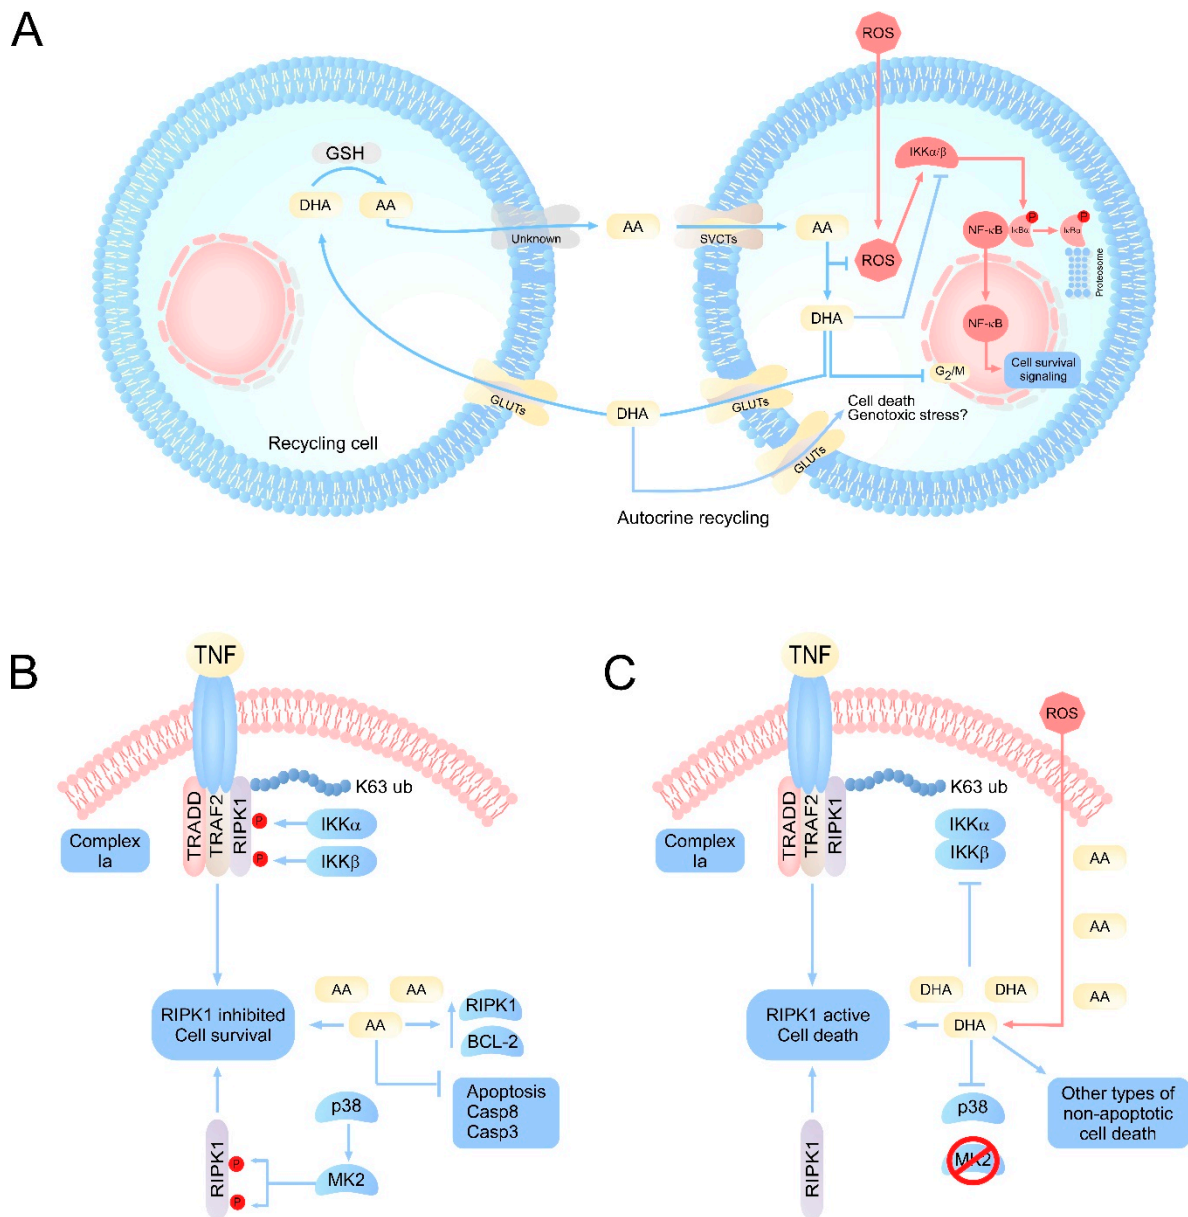 A
ROS
GSH
DHA
AA
Unknown
AA
SVCTs
AA
ROS
IKKα/β
P
P
NF-κB
IκBα
IκBα
Proteosome
DHA
NF-κB
G2/M
Cell survival
signaling
GLUTs
DHA
GLUTs
Cell death
Genotoxic stress?
GLUTs
Recycling cell
Autocrine recycling
B
TNF
K63 ub
TRADD
TRAF2
RIPK1
P
IKKα
P
IKKβ
Complex
Ia
RIPK1 inhibited
Cell survival
AA
AA
AA
RIPK1
BCL-2
Apoptosis
Casp8
Casp3
p38
MK2
RIPK1
P
P
C
TNF
ROS
K63 ub
TRADD
TRAF2
RIPK1
IKKα
IKKβ
Complex
Ia
AA
AA
AA
DHA
DHA
DHA
RIPK1 active
Cell death
p38
MK2
Other types of
non-apoptotic
cell death
RIPK1